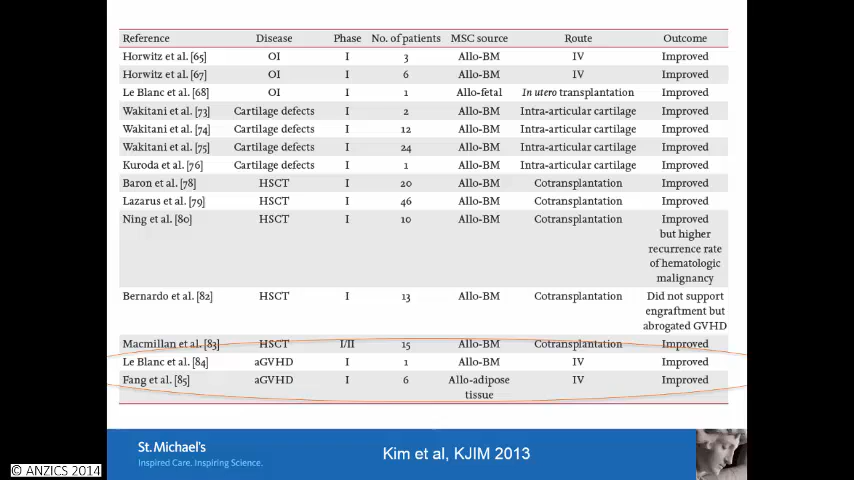 Reference Disease Phase No. of patients MSC source Route Outcome
Horwitz et al. [65] OI I 3 Allo-BM IV Improved
Horwitz et al. [67] OI I 6 Allo-BM IV Improved
Le Blanc et al. [68] OI I 1 Allo-fetal In utero transplantation Improved
Wakitani et al. [73] Cartilage defects I 2 Allo-BM Intra-articular cartilage Improved
Wakitani et al. [74] Cartilage defects I 12 Allo-BM Intra-articular cartilage Improved
Wakitani et al. [75] Cartilage defects I 24 Allo-BM Intra-articular cartilage Improved
Kuroda et al. [76] Cartilage defects I 1 Allo-BM Intra-articular cartilage Improved
Baron et al. [78] HSCT I 20 Allo-BM Cotransplantation Improved
Lazarus et al. [79] HSCT I 46 Allo-BM Cotransplantation Improved
Ning et al. [80] HSCT I 10 Allo-BM Cotransplantation Improved
but higher
recurrence rate
of hematologic
malignancy
Bernardo et al. [82] HSCT I 13 Allo-BM Cotransplantation Did not support
engraftment but
abrogated GVHD
Macmillan et al. [83] HSCT I/II 15 Allo-BM Cotransplantation Improved
Le Blanc et al. [84] aGVHD I 1 Allo-BM IV Improved
Fang et al. [85] aGVHD I 6 Allo-adipose IV Improved
tissue
St. Michael's
Inspired Care. Inspiring Science.
Kim et al, KJIM 2013
© ANZICS 2014